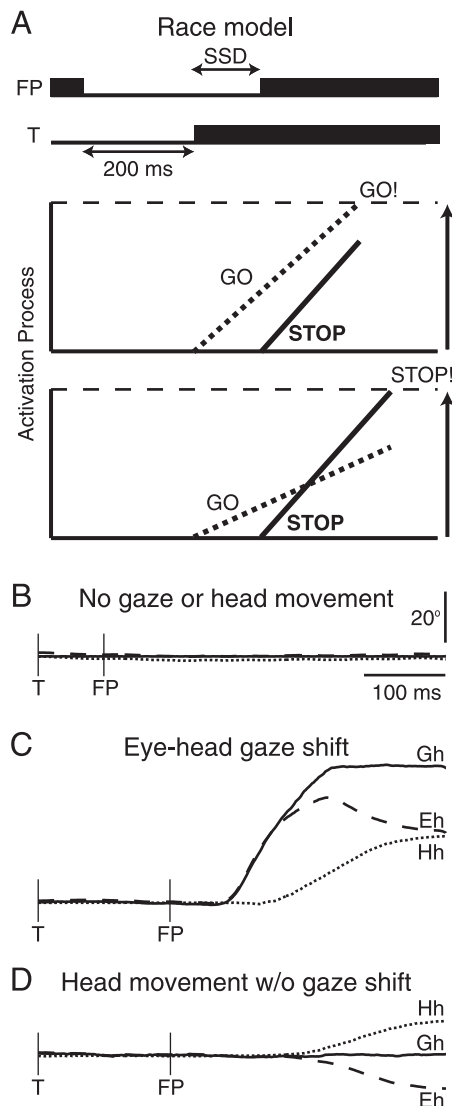 A
Race model
SSD
FP
T
200 ms
Activation Process
GO!
GO
STOP
STOP!
GO
STOP
B
No gaze or head movement
20°
T
FP
100 ms
C
Eye-head gaze shift
Gh
Eh
Hh
T
FP
D
Head movement w/o gaze shift
Hh
Gh
T
FP
Eh